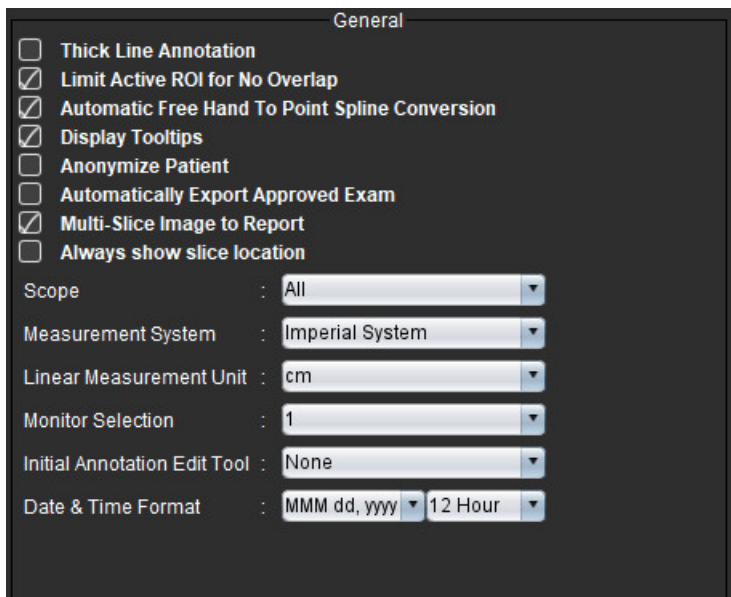 General
Thick Line Annotation
Limit Active ROI for No Overlap
Automatic Free Hand To Point Spline Conversion
Display Tooltips
Anonymize Patient
Automatically Export Approved Exam
Multi-Slice Image to Report
Always show slice location
Scope : All
Measurement System : Imperial System
Linear Measurement Unit : cm
Monitor Selection : 1
Initial Annotation Edit Tool : None
Date & Time Format : MMM dd, yyyy 12 Hour